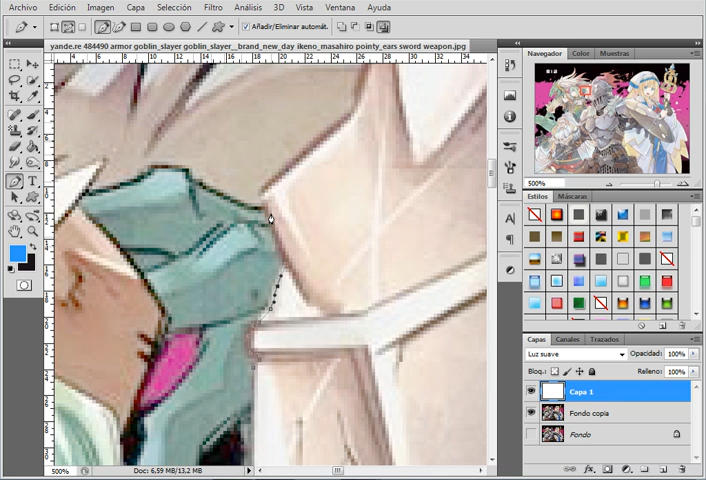 Archivo Edición Imagen Capa Selección Filtro Análisis 3D Vista Ventana Ayuda
Añadir/Eliminar automát.
yande.re 484490 armor goblin_slayer goblin_slayer__brand_new_day ikeno_masahiro pointy_ears sword weapon.jpg
Navegador Color Muestras
500%
Estilos Máscaras
Capas Canales Trazados
Luz suave Opacidad: 100%
Bloq.: Relleno: 100%
Capa 1
Fondo copia
Fondo
500% Doc: 6,59 MB/13,2 MB